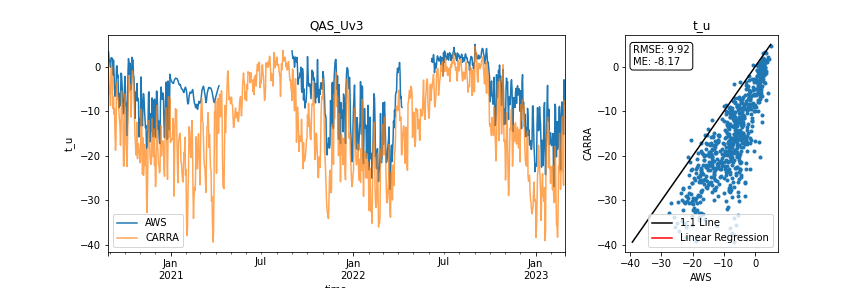 QAS_Uv3
t_u
0
−10
−20
−30
−40
t_u
AWS
CARRA
Jan
2021
Jul
Jan
2022
Jul
Jan
2023
time
t_u
RMSE: 9.92
ME: -8.17
0
−10
−20
−30
−40
CARRA
1:1 Line
Linear Regression
−40
−30
−20
−10
0
AWS